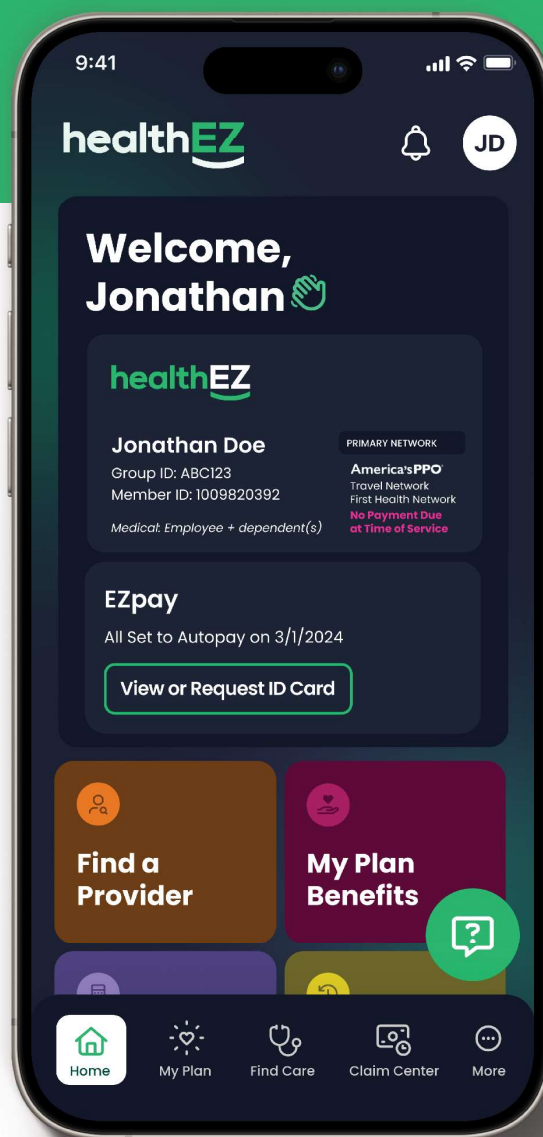 9:41
healthEZ
JD
Welcome,
Jonathan
healthEZ
Jonathan Doe
Group ID: ABC123
Member ID: 1009820392
Medical: Employee + dependent(s)
PRIMARY NETWORK
America'sPPO
Travel Network
First Health Network
No Payment Due
at Time of Service
EZpay
All Set to Autopay on 3/1/2024
View or Request ID Card
Find a
Provider
My Plan
Benefits
?
Home
My Plan
Find Care
Claim Center
More